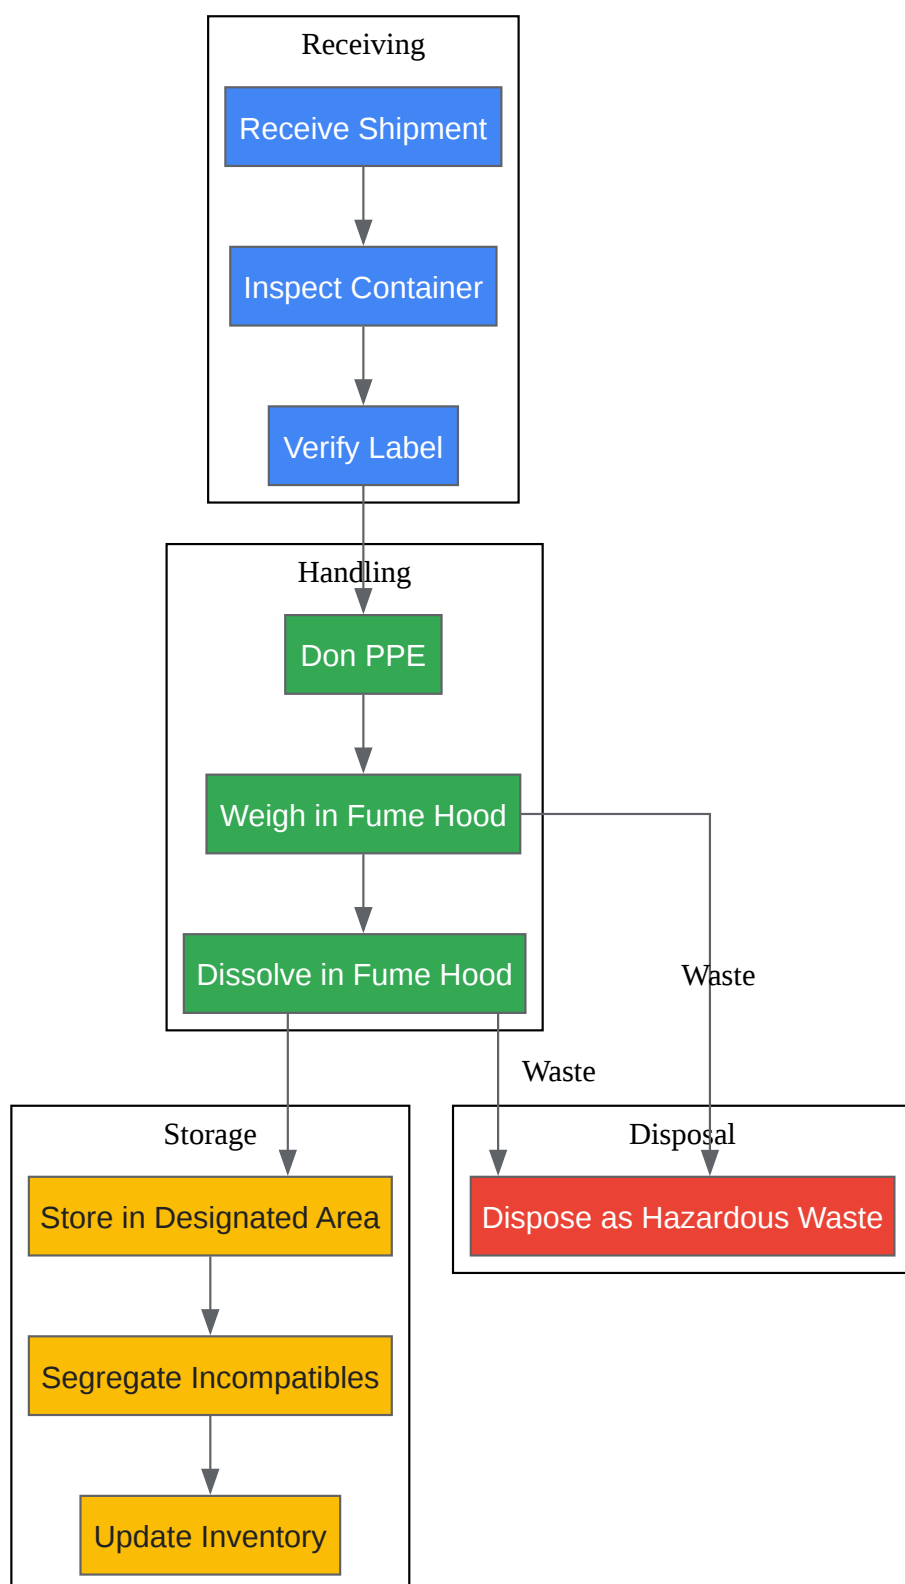 Receiving
Receive Shipment
Inspect Container
Verify Label
Handling
Don PPE
Weigh in Fume Hood
Dissolve in Fume Hood
Waste
Waste
Storage
Disposal
Store in Designated Area
Dispose as Hazardous Waste
Segregate Incompatibles
Update Inventory